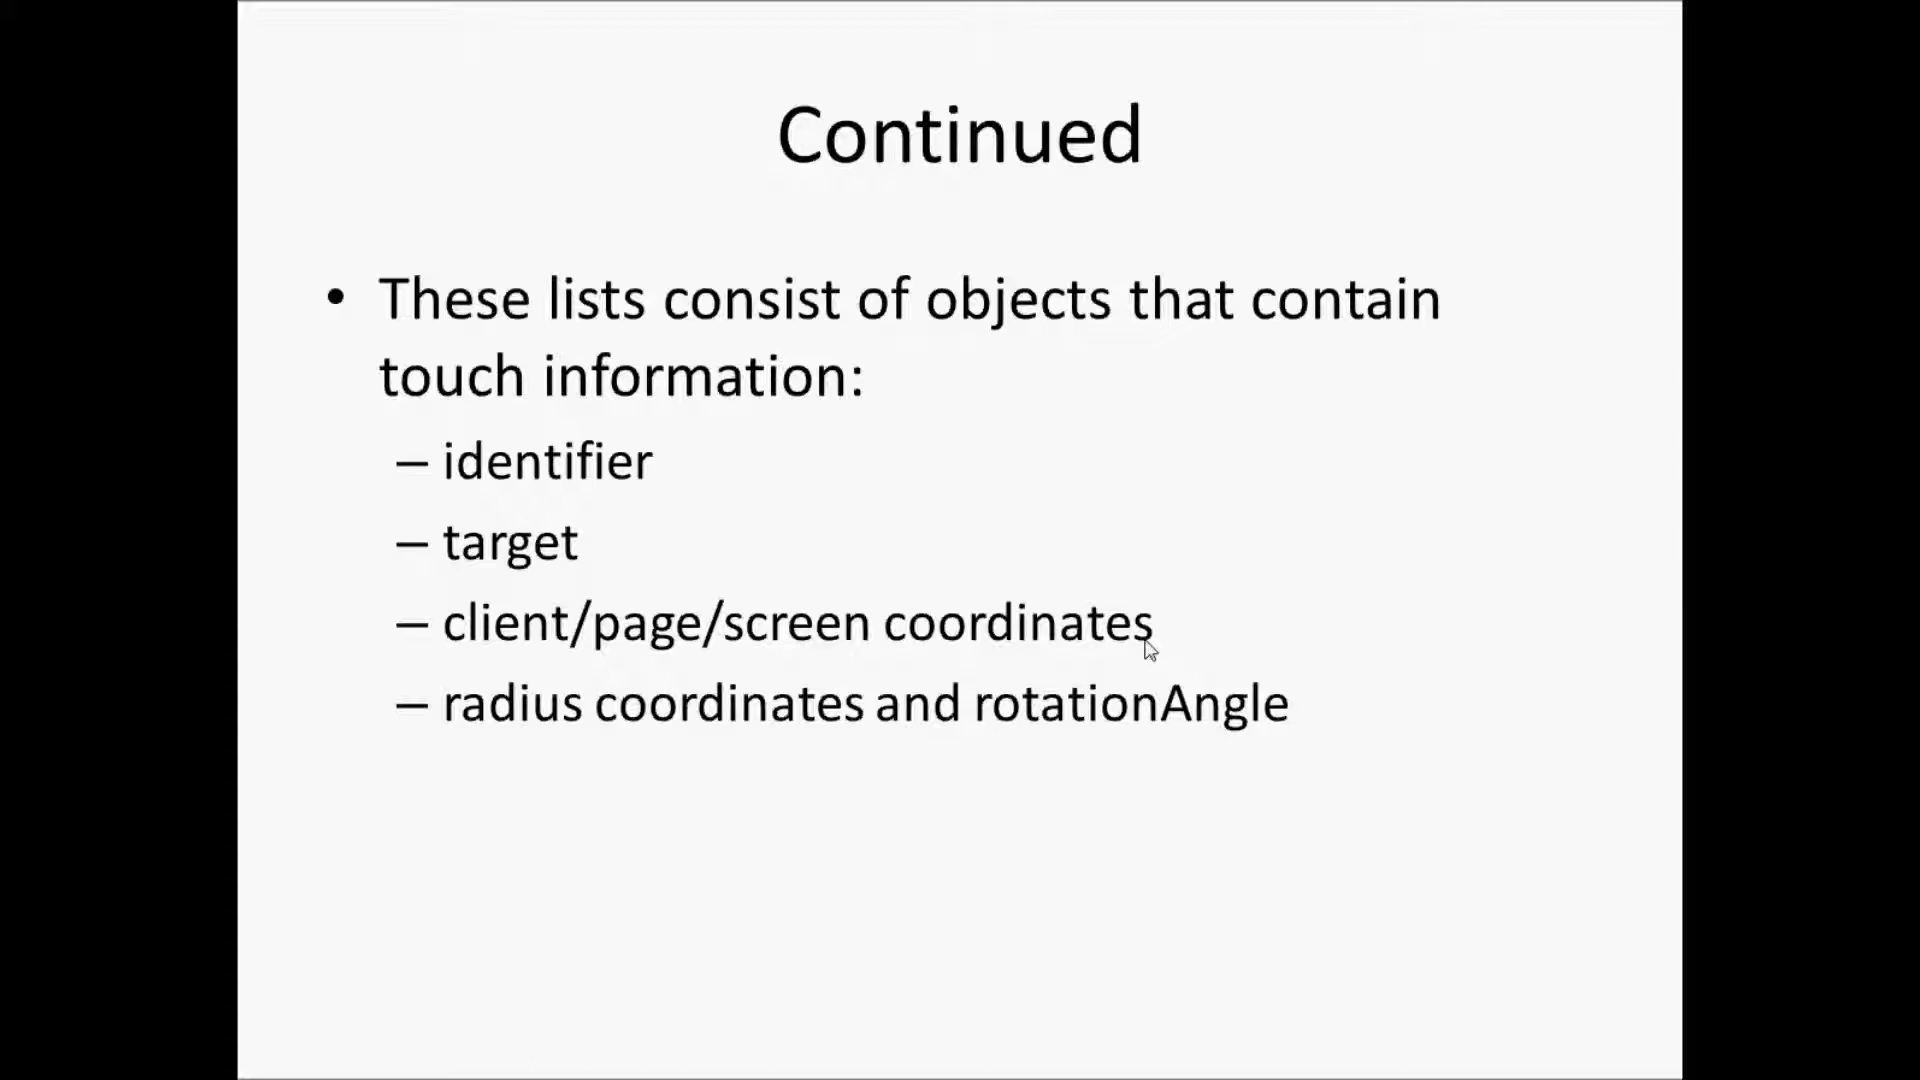 Continued
• These lists consist of objects that contain
touch information:
– identifier
– target
– client/page/screen coordinates
– radius coordinates and rotationAngle